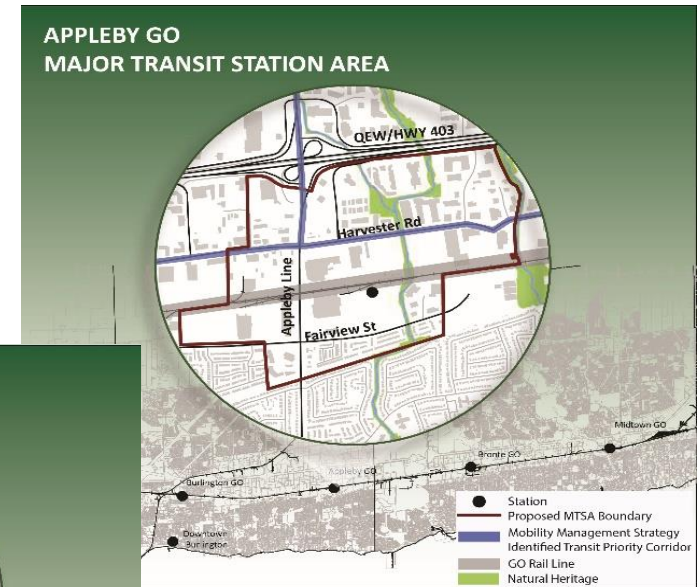 APPLEBY GO
MAJOR TRANSIT STATION AREA
QEW/HWY 403
Harvester Rd
Appleby Line
Fairview St
Midtown GO
Bronte GO
Appleby GO
Burlington GO
Downtown
Burlington
Station
Proposed MTSA Boundary
Mobility Management Strategy
Identified Transit Priority Corridor
GO Rail Line
Natural Heritage